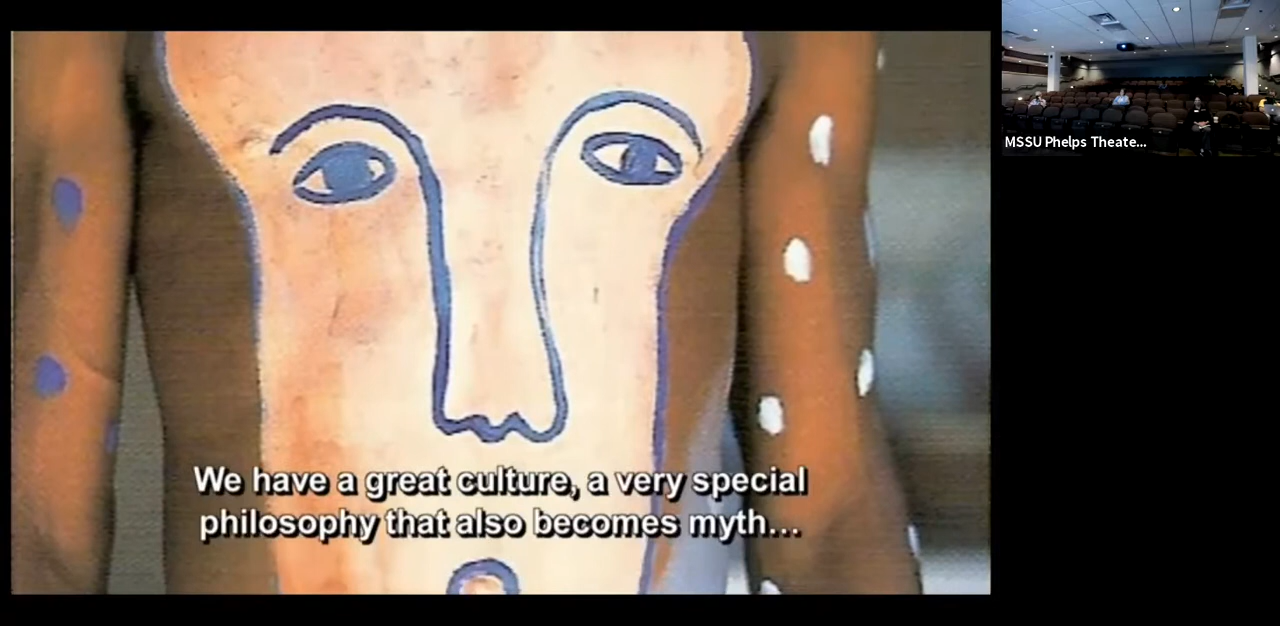 We have a great culture, a very special
philosophy that also becomes myth...
MSSU Phelps Theate...